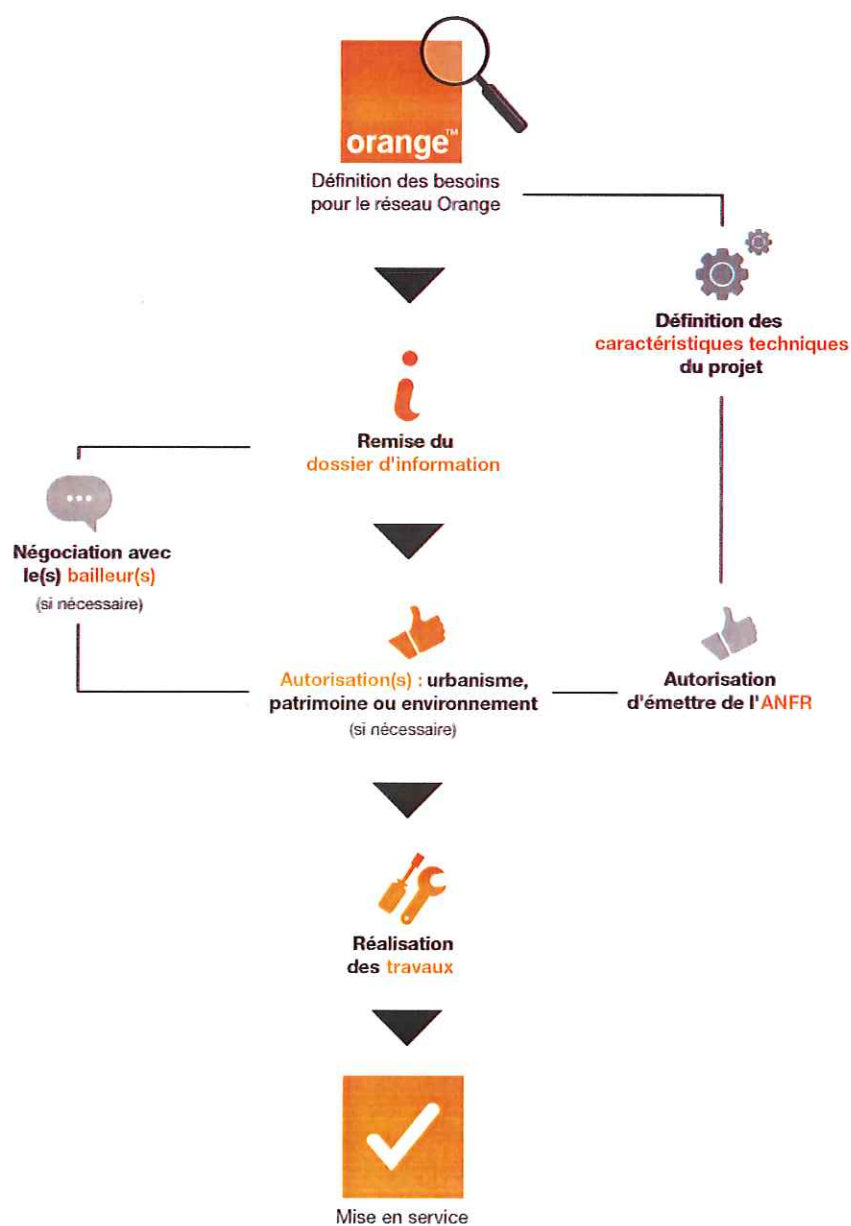 orange™
Définition des besoins
pour le réseau Orange
Définition des
caractéristiques techniques
du projet
Remise du
dossier d'information
Négociation avec
le(s) bailleur(s)
(si nécessaire)
Autorisation(s) : urbanisme,
patrimoine ou environnement
(si nécessaire)
Autorisation
d'émettre de l'ANFR
Réalisation
des travaux
Mise en service